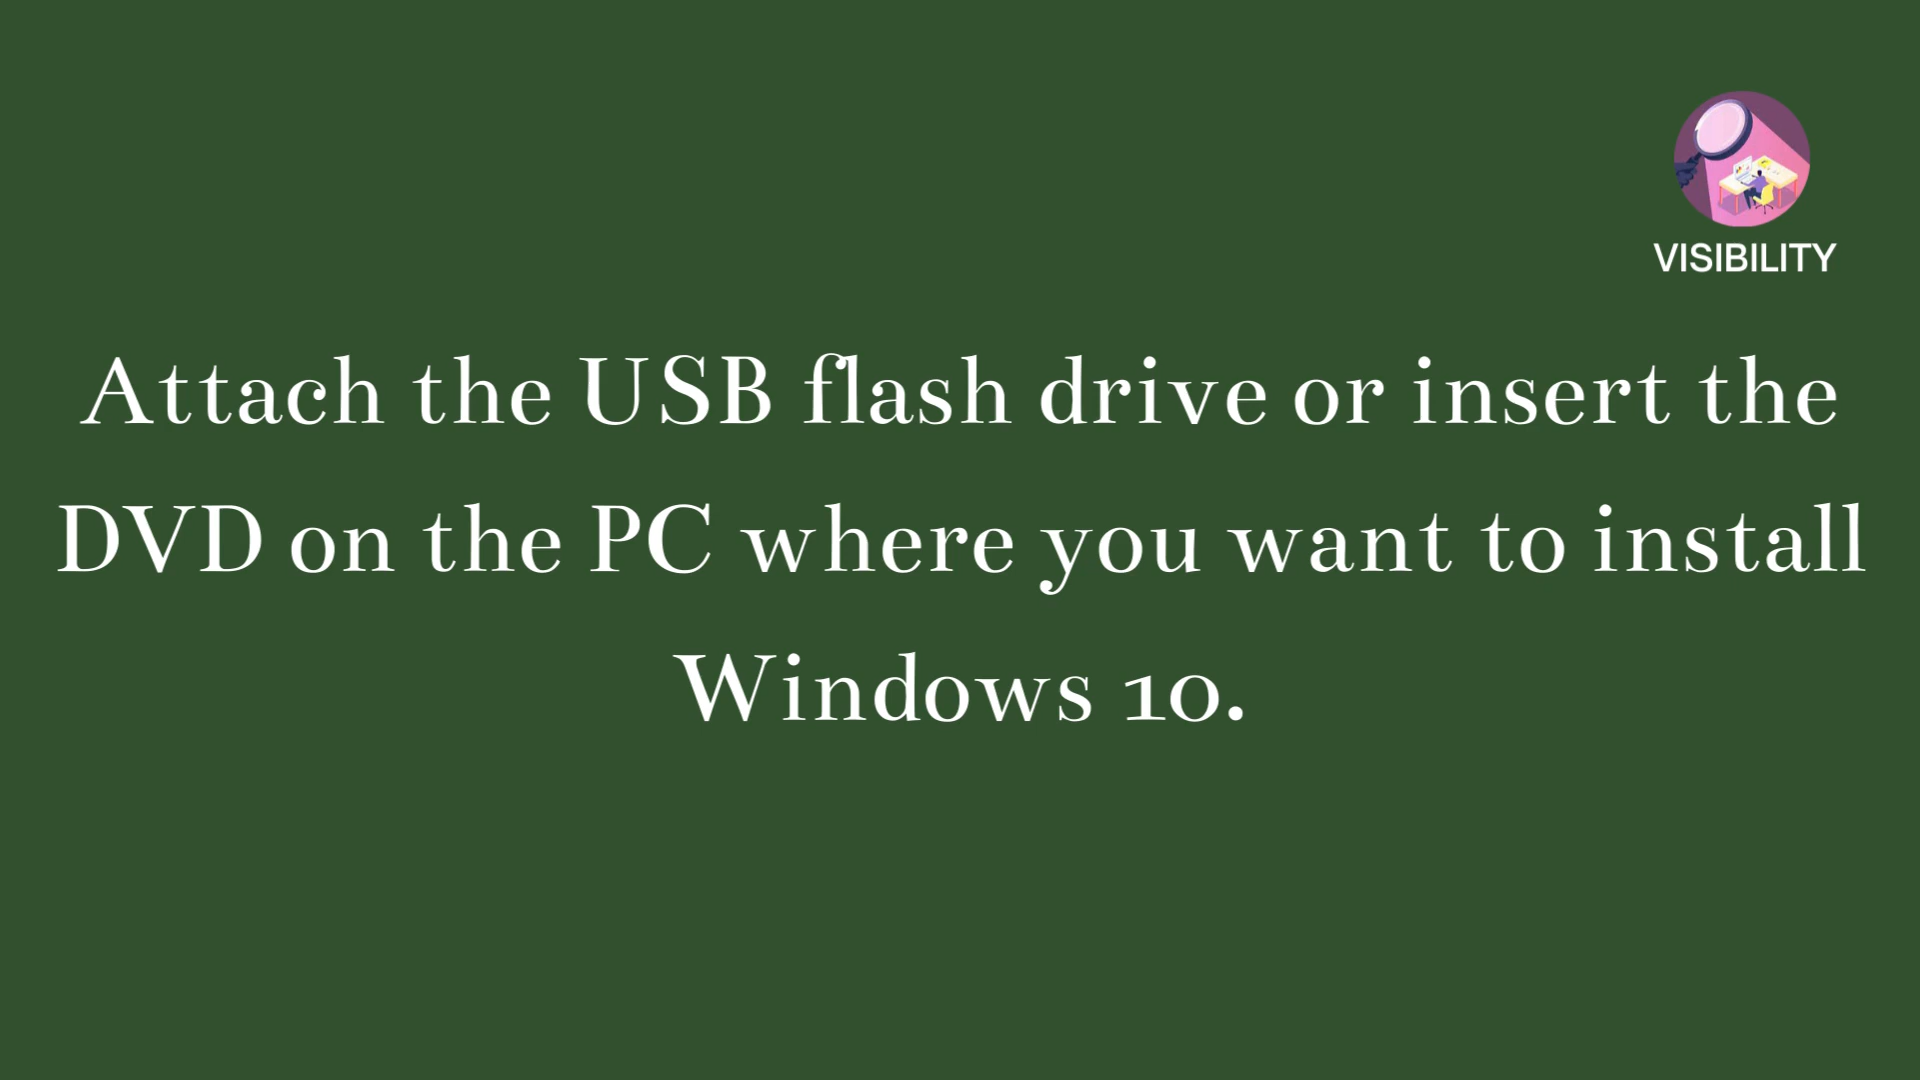 VISIBILITY
Attach the USB flash drive or insert the
DVD on the PC where you want to install
Windows 10.